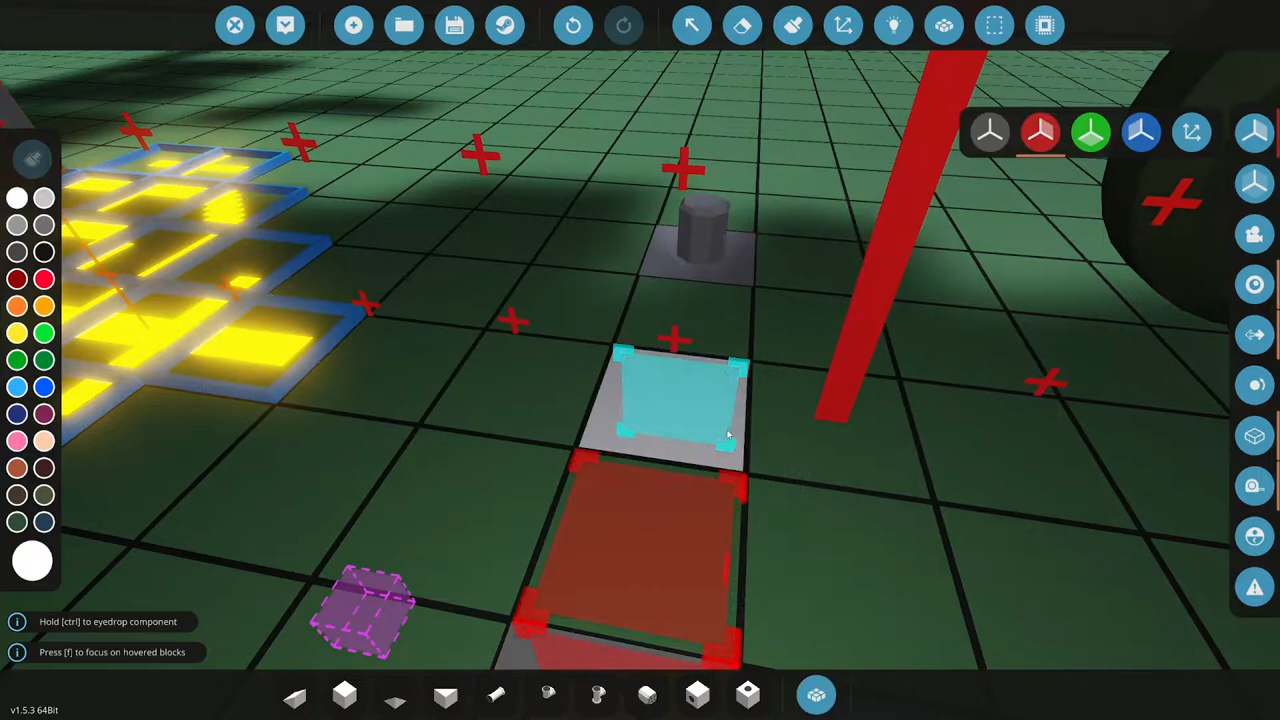 Hold [ctrl] to eyedrop component
Press [f] to focus on hovered blocks
v1.5.3 64Bit